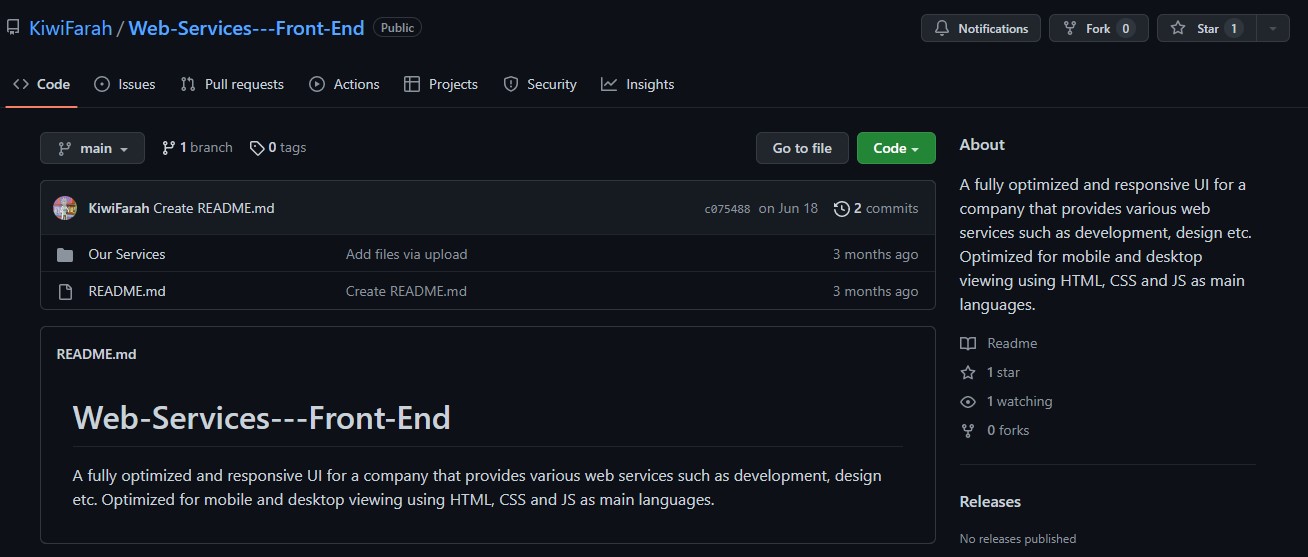 KiwiFarah / Web-Services---Front-End Public
Notifications Fork 0 Star 1
Code Issues Pull requests Actions Projects Security Insights
main 1 branch 0 tags Go to file Code
KiwiFarah Create README.md c075488 on Jun 18 2 commits
Our Services Add files via upload 3 months ago
README.md Create README.md 3 months ago
README.md
Web-Services---Front-End
A fully optimized and responsive UI for a company that provides various web services such as development, design
etc. Optimized for mobile and desktop viewing using HTML, CSS and JS as main languages.
About
A fully optimized and responsive UI for a
company that provides various web
services such as development, design etc.
Optimized for mobile and desktop
viewing using HTML, CSS and JS as main
languages.
Readme
1 star
1 watching
0 forks
Releases
No releases published